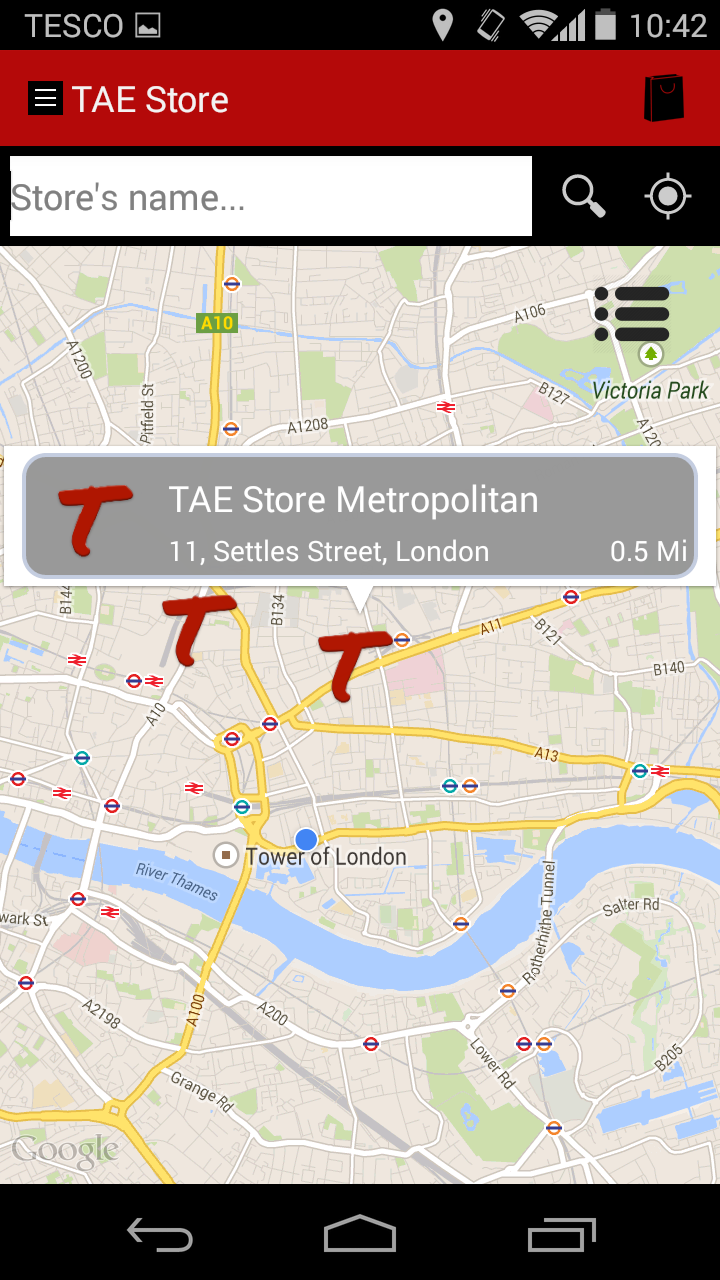 TESCO 10:42
TAE Store
Store's name...
A10
A106
A1200
Pitfield St
Victoria Park
B127
A1208
A120
T TAE Store Metropolitan
11, Settles Street, London 0.5 Mi
B144
T
B134
T
A11
B121
B140
A10
A13
Tower of London
River Thames
Rotherhithe Tunnel
Salter Rd
wark St
A2198
A100
A200
Lower Rd
B205
Grange Rd
Google